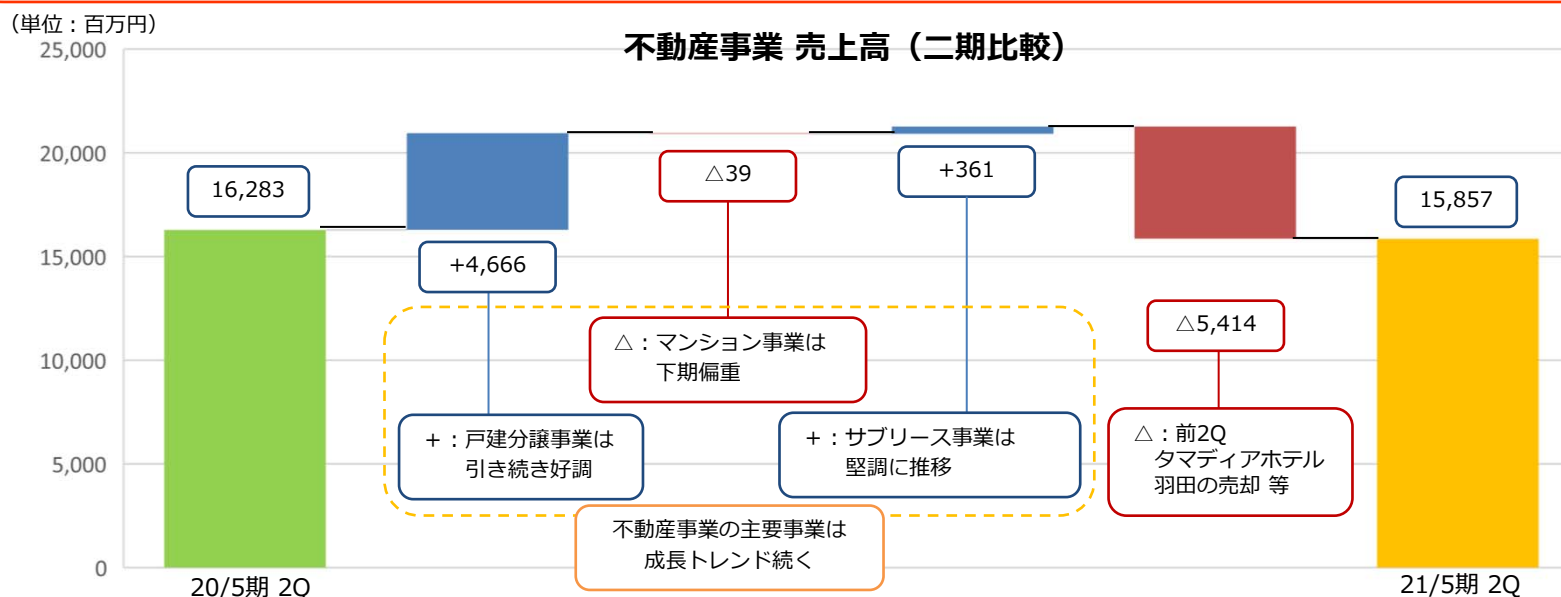 （単位：百万円）
不動産事業 売上高（二期比較）
25,000
20,000
15,000
10,000
5,000
0
16,283
+4,666
△39
+361
△5,414
15,857
△：マンション事業は
下期偏重
＋：戸建分譲事業は
引き続き好調
＋：サブリース事業は
堅調に推移
△：前2Q
タマディアホテル
羽田の売却 等
不動産事業の主要事業は
成長トレンド続く
20/5期 2Q
21/5期 2Q